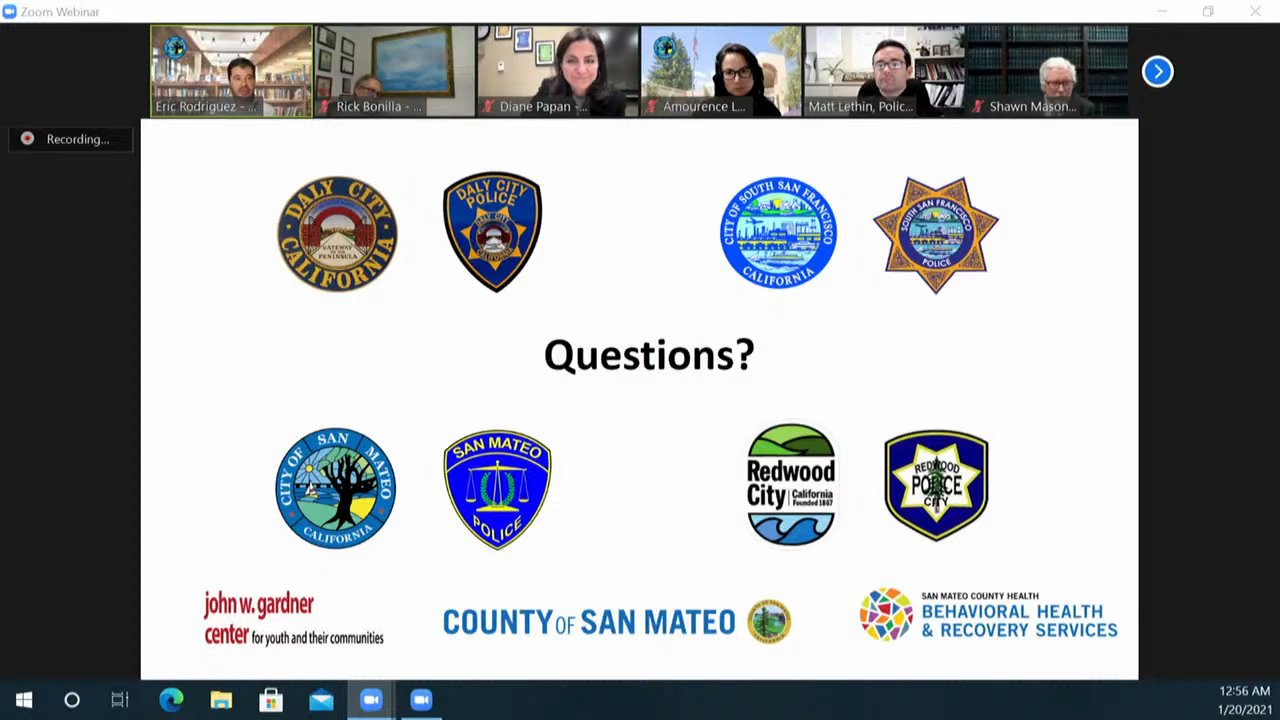 Zoom Webinar
Eric Rodriguez - ...
Rick Bonilla - ...
Diane Papan -...
Amourence L...
Matt Lethin, Polic...
Shawn Mason...
Recording...
DALY CITY
CALIFORNIA
GATEWAY
TO THE
PENINSULA
DALY CITY
POLICE
DALY CITY
CALIFORNIA
CITY OF SOUTH SAN FRANCISCO
CALIFORNIA
SOUTH SAN FRANCISCO
POLICE
Questions?
CITY OF SAN MATEO
CALIFORNIA
SAN MATEO
POLICE
Redwood
City California
Founded 1867
REDWOOD
POLICE
CITY
john w. gardner
center for youth and their communities
COUNTY OF SAN MATEO
SAN MATEO COUNTY HEALTH
BEHAVIORAL HEALTH
& RECOVERY SERVICES
12:56 AM
1/20/2021